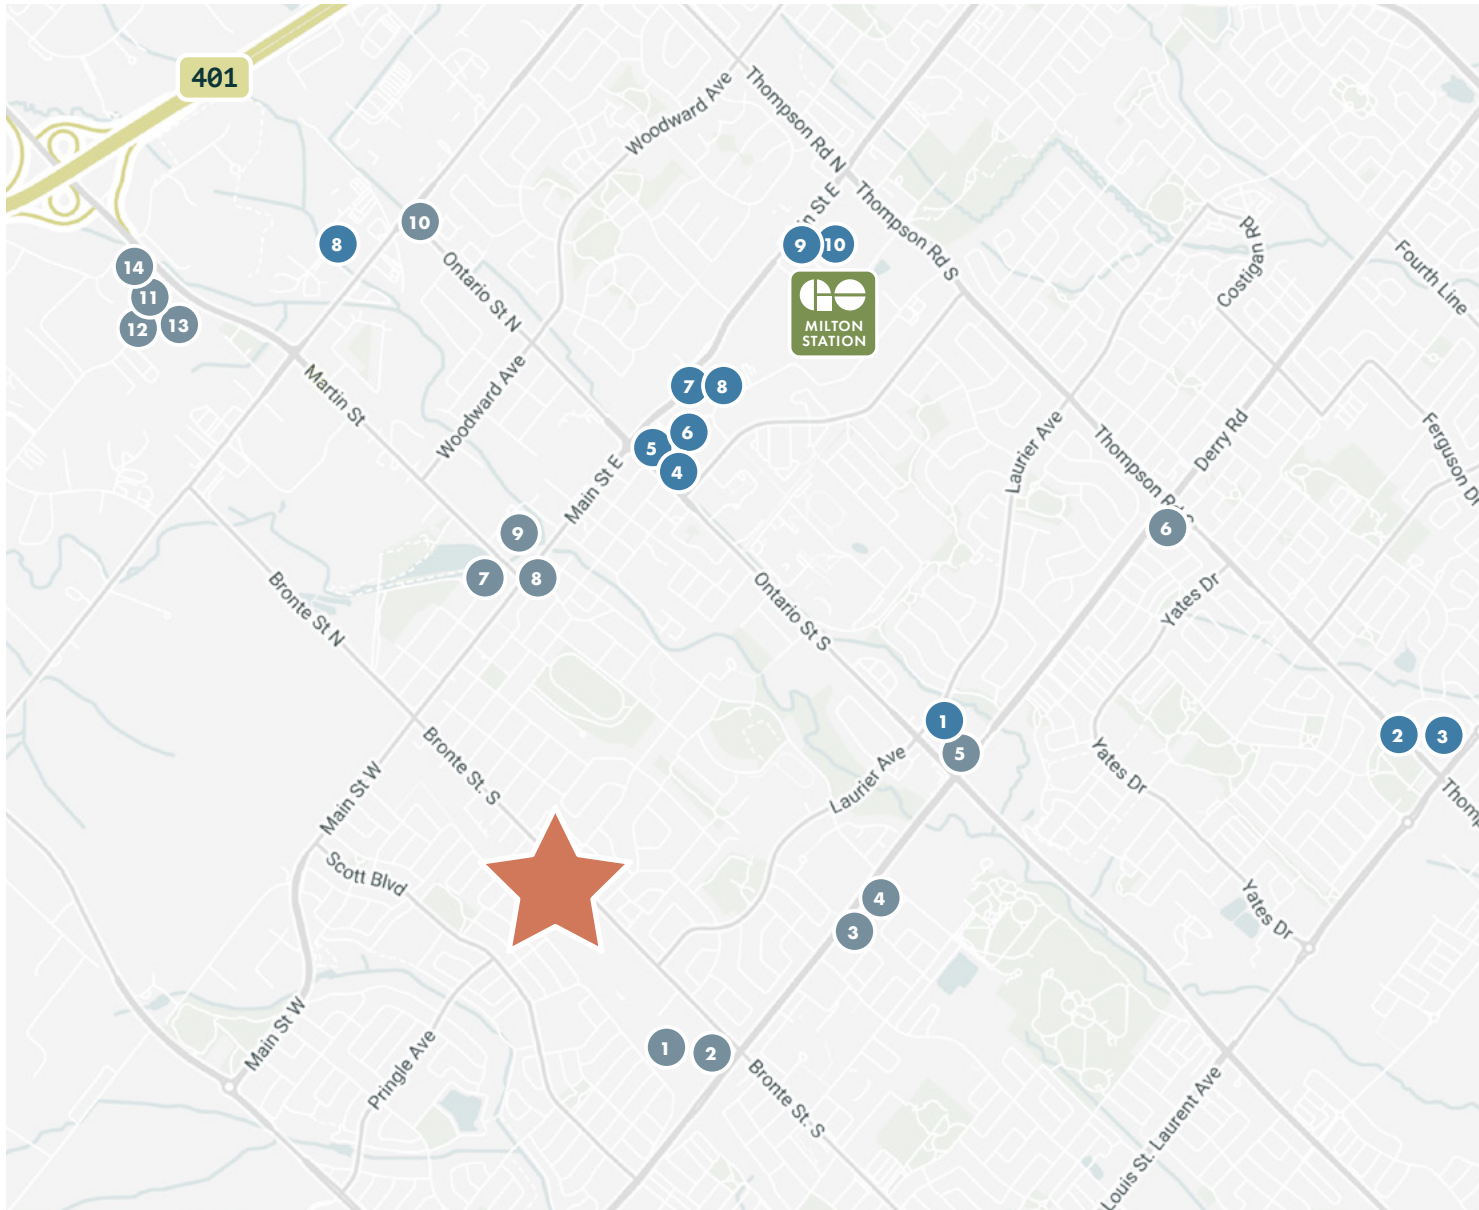 401
Woodward Ave
Thompson Rd N
n St E
Thompson Rd S
Costigan Rd
Fourth Line
10
8
9
10
14
11
12
13
Ontario St N
MILTON
STATION
Martin St
Woodward Ave
7
8
6
5
4
Main St E
Laurier Ave
Thompson Rd S
Derry Rd
Ferguson Dr
6
9
7
8
Bronte St N
Ontario St S
Yates Dr
1
5
2
3
Yates Dr
Laurier Ave
Bronte St. S
Main St W
Scott Blvd
Thomp
4
3
Yates Dr
Main St W
Pringle Ave
1
2
Bronte St. S
Louis St. Laurent Ave